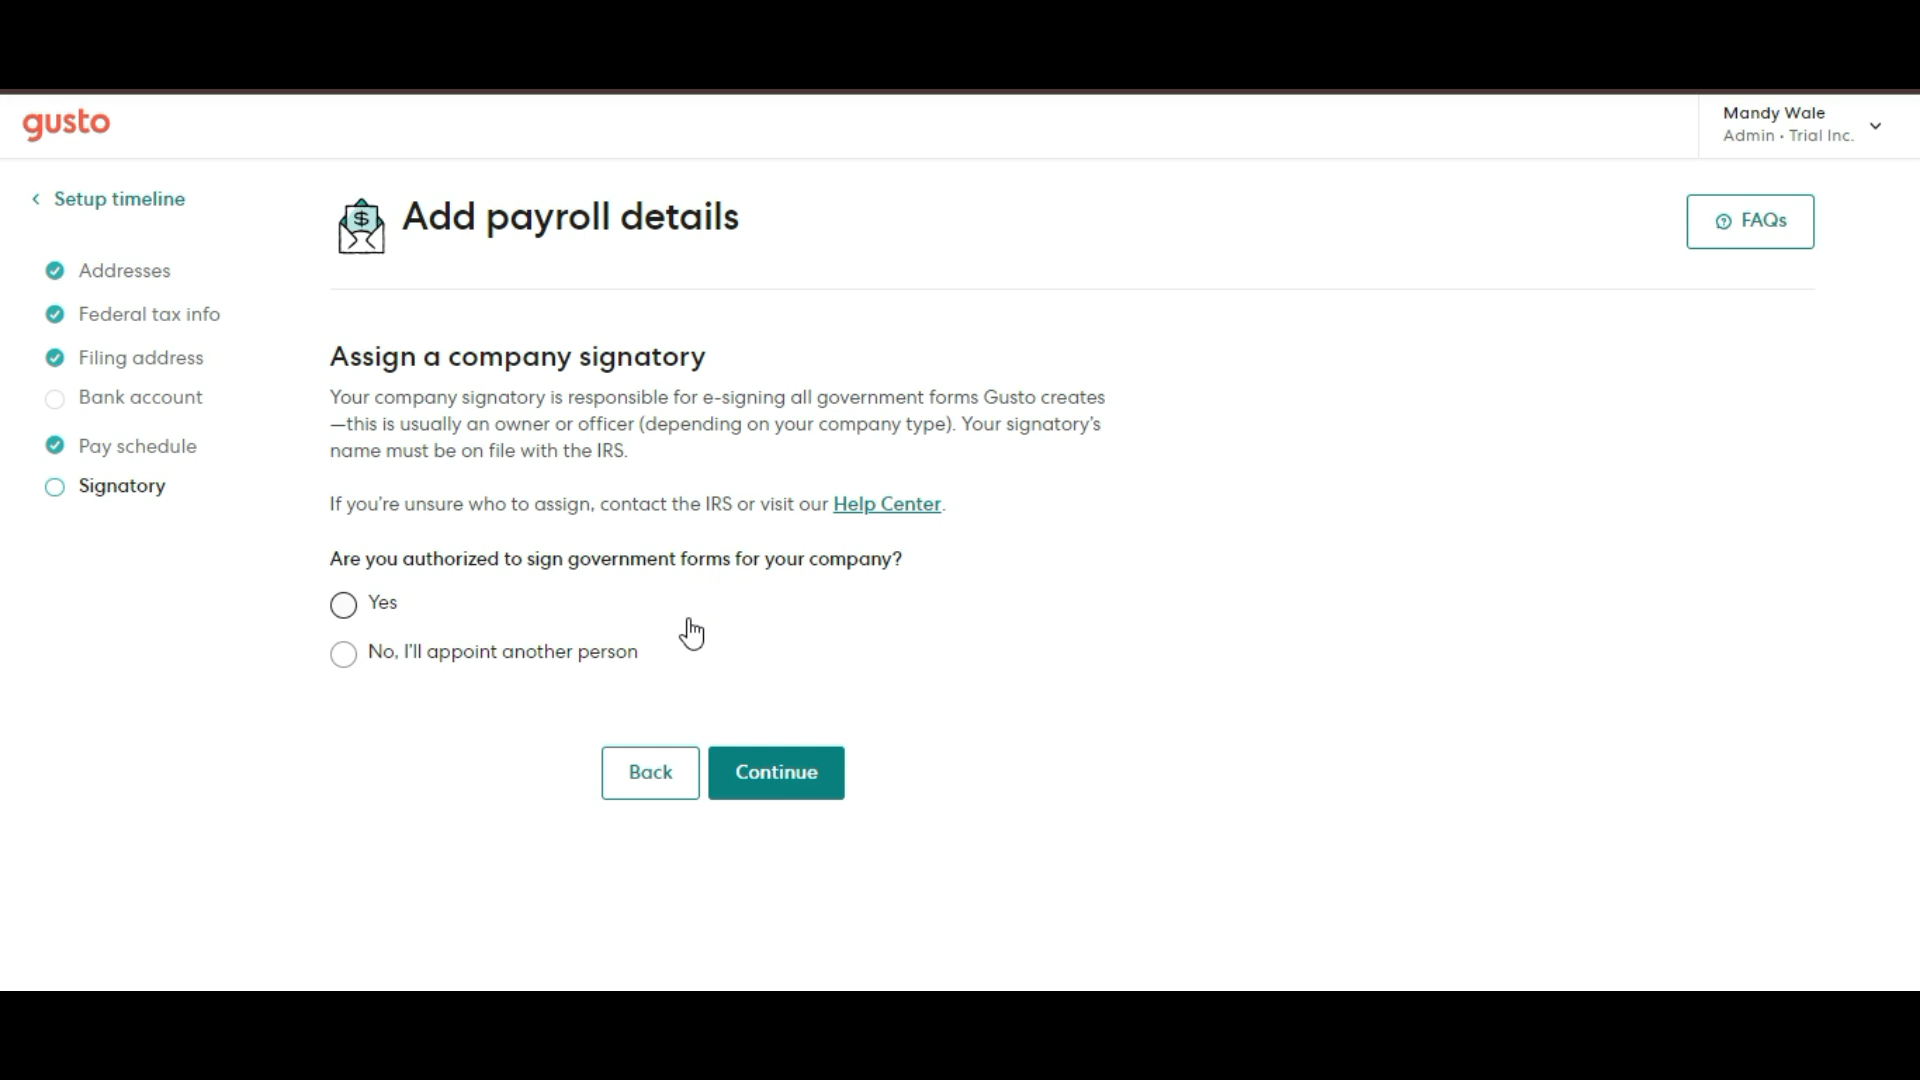 gusto
Mandy Wale
Admin • Trial Inc.
Setup timeline
Addresses
Federal tax info
Filing address
Bank account
Pay schedule
Signatory
$
Add payroll details
FAQs
Assign a company signatory
Your company signatory is responsible for e-signing all government forms Gusto creates
—this is usually an owner or officer (depending on your company type). Your signatory's
name must be on file with the IRS.
If you're unsure who to assign, contact the IRS or visit our Help Center.
Are you authorized to sign government forms for your company?
Yes
No, I'll appoint another person
Back
Continue